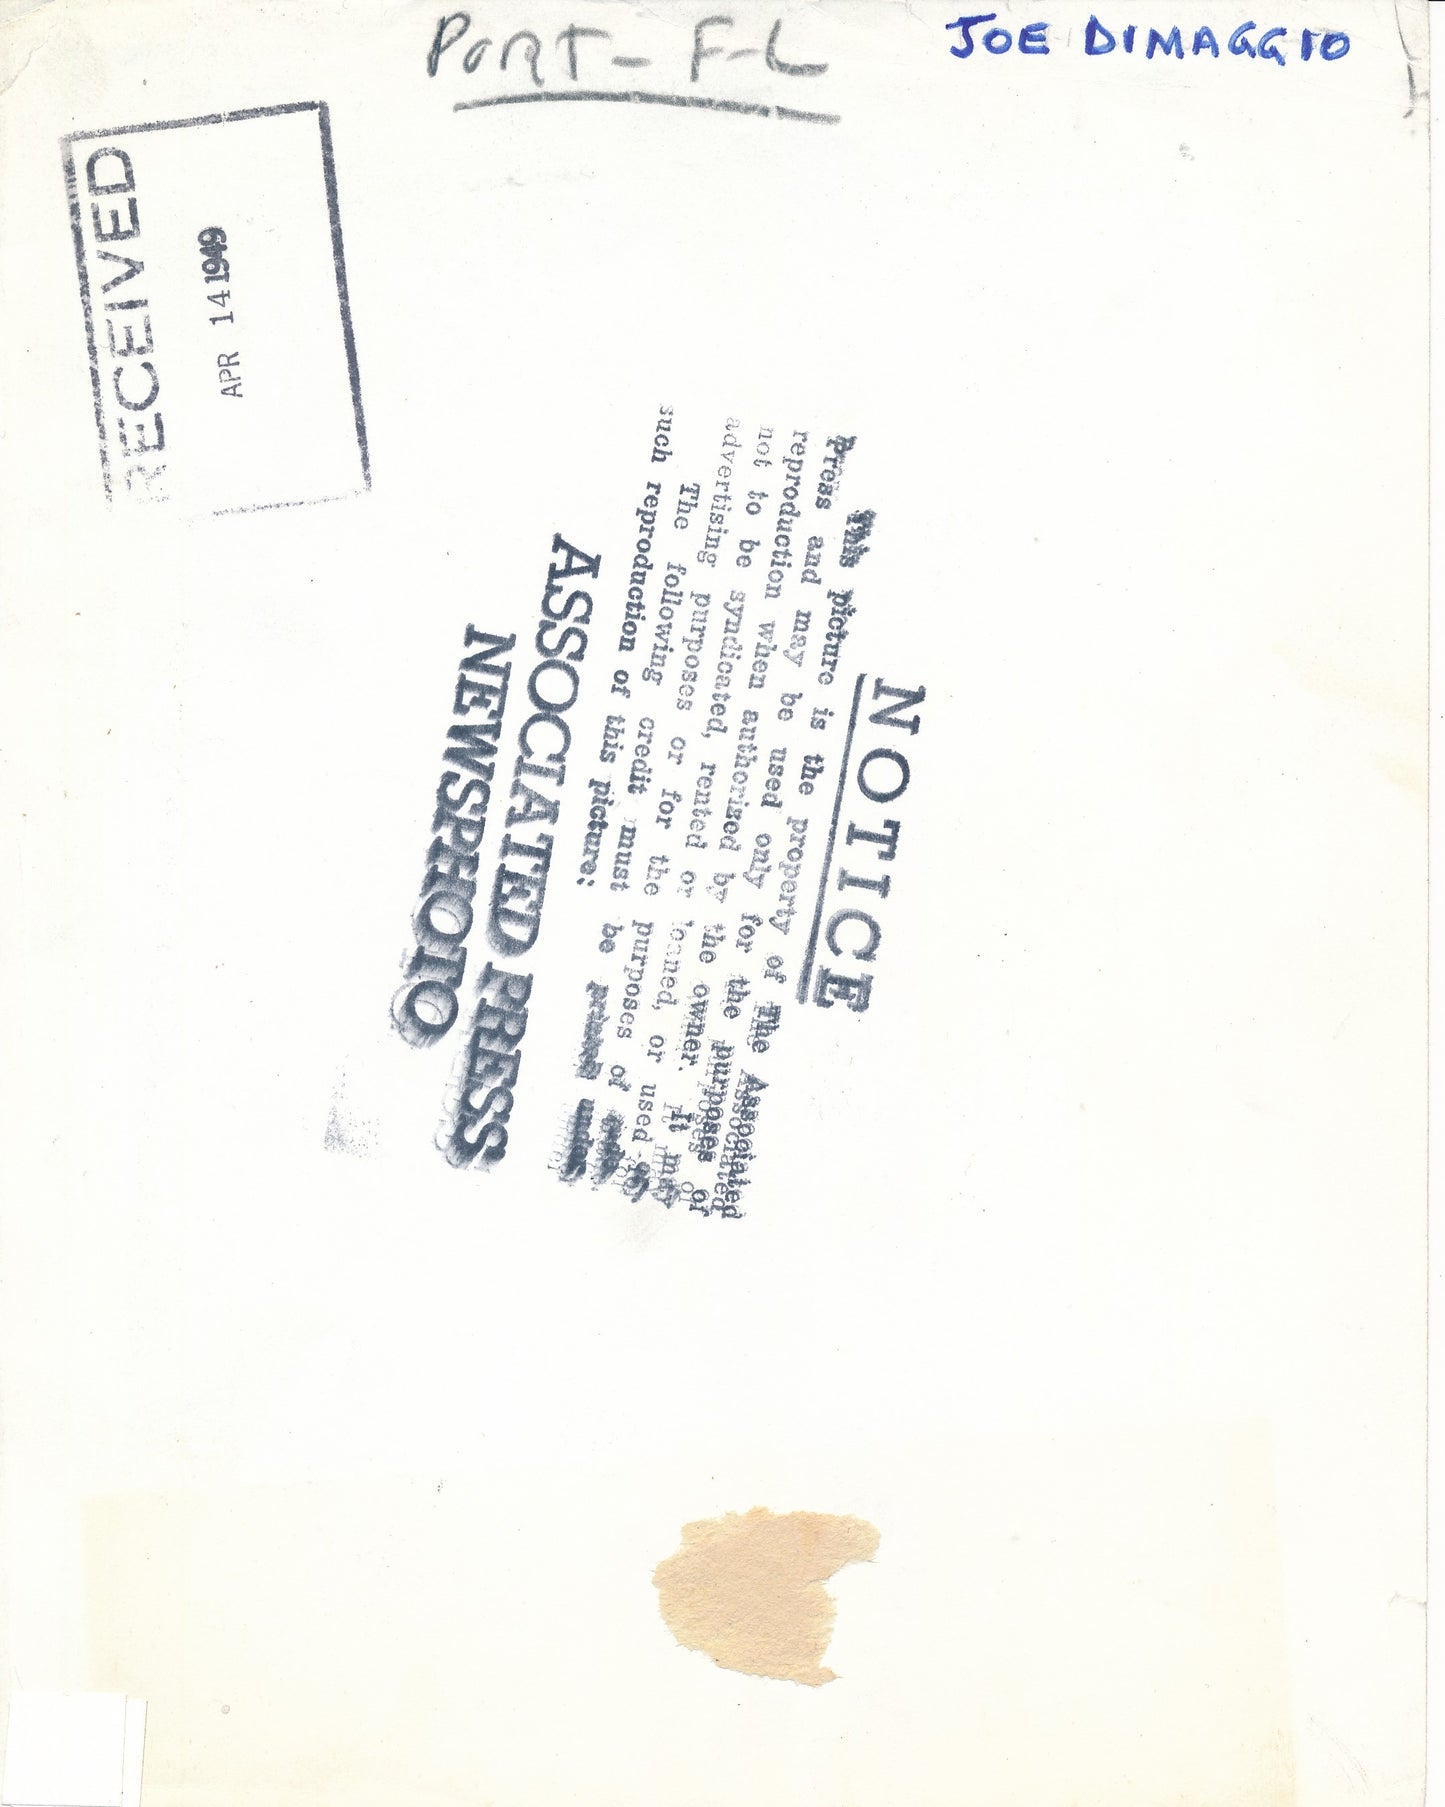 PORT - F-L
JOE DIMAGGIO
RECEIVED
APR 14 1949
NOTICE
This picture is the property of The Associated
Press and may be used only for the purposes of
reproduction when authorized by the owner. It may
not to be syndicated, rented or loaned, or used
advertising purposes or for the purposes of
The following credit must be printed under
such reproduction of this picture:
ASSOCIATED PRESS
NEWSPHOTO